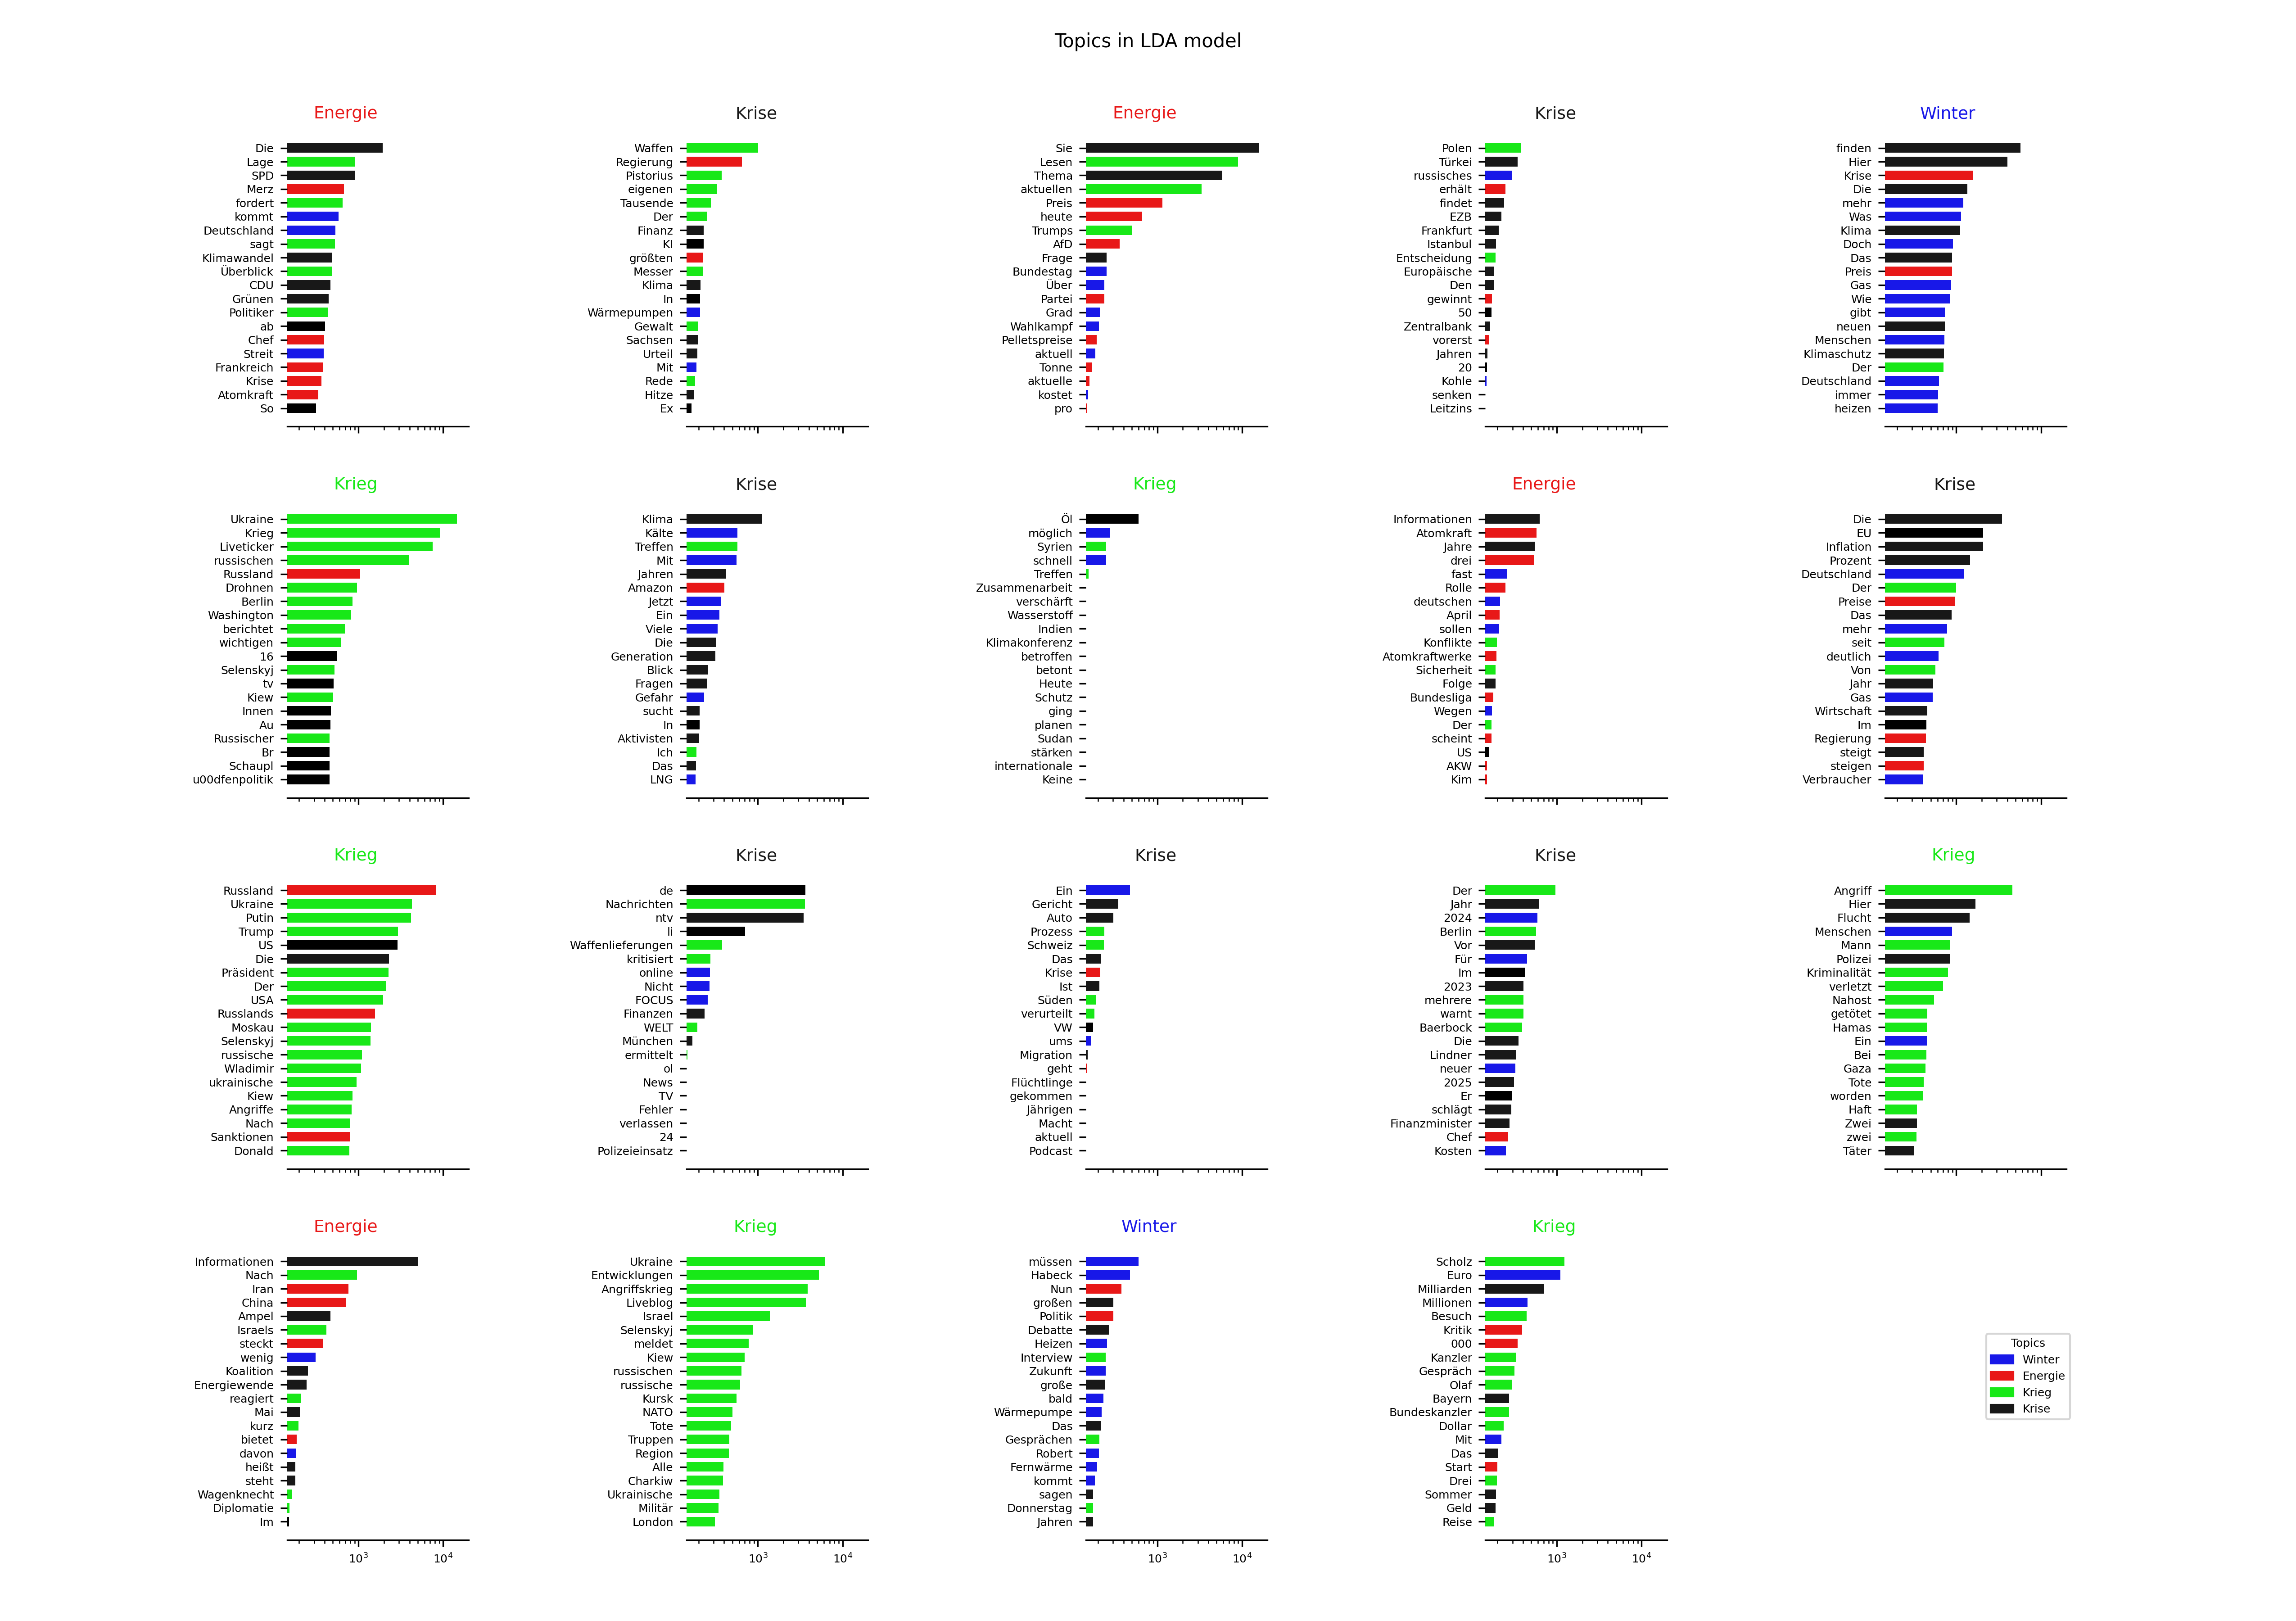 Topics in LDA model
Energie
Die
Lage
SPD
Merz
fordert
kommt
Deutschland
sagt
Klimawandel
Überblick
CDU
Grünen
Politiker
ab
Chef
Streit
Frankreich
Krise
Atomkraft
So
Krise
Waffen
Regierung
Pistorius
eigenen
Tausende
Der
Finanz
KI
größten
Messer
Klima
In
Wärmepumpen
Gewalt
Sachsen
Urteil
Mit
Rede
Hitze
Ex
Energie
Sie
Lesen
Thema
aktuellen
Preis
heute
Trumps
AfD
Frage
Bundestag
Über
Partei
Grad
Wahlkampf
Pelletspreise
aktuell
Tonne
aktuelle
kostet
pro
Krise
Polen
Türkei
russisches
erhält
findet
EZB
Frankfurt
Istanbul
Entscheidung
Europäische
Den
gewinnt
50
Zentralbank
vorerst
Jahren
20
Kohle
senken
Leitzins
Winter
finden
Hier
Krise
Die
mehr
Was
Klima
Doch
Das
Preis
Gas
Wie
gibt
neuen
Menschen
Klimaschutz
Der
Deutschland
immer
heizen
Krieg
Ukraine
Krieg
Liveticker
russischen
Russland
Drohnen
Berlin
Washington
berichtet
wichtigen
16
Selenskyj
tv
Kiew
Innen
Au
Russischer
Br
Schaupl
u00dfenpolitik
Krise
Klima
Kälte
Treffen
Mit
Jahren
Amazon
Jetzt
Ein
Viele
Die
Generation
Blick
Fragen
Gefahr
sucht
In
Aktivisten
Ich
Das
LNG
Krieg
Öl
möglich
Syrien
schnell
Treffen
Zusammenarbeit
verschärft
Wasserstoff
Indien
Klimakonferenz
betroffen
betont
Heute
Schutz
ging
planen
Sudan
stärken
internationale
Keine
Energie
Informationen
Atomkraft
Jahre
drei
fast
Rolle
deutschen
April
sollen
Konflikte
Atomkraftwerke
Sicherheit
Folge
Bundesliga
Wegen
Der
scheint
US
AKW
Kim
Krise
Die
EU
Inflation
Prozent
Deutschland
Der
Preise
Das
mehr
seit
deutlich
Von
Jahr
Gas
Wirtschaft
Im
Regierung
steigt
steigen
Verbraucher
Krieg
Russland
Ukraine
Putin
Trump
US
Die
Präsident
Der
USA
Russlands
Moskau
Selenskyj
russische
Wladimir
ukrainische
Kiew
Angriffe
Nach
Sanktionen
Donald
Krise
de
Nachrichten
ntv
li
Waffenlieferungen
kritisiert
online
Nicht
FOCUS
Finanzen
WELT
München
ermittelt
ol
News
TV
Fehler
verlassen
24
Polizeieinsatz
Krise
Ein
Gericht
Auto
Prozess
Schweiz
Das
Krise
Ist
Süden
verurteilt
VW
ums
Migration
geht
Flüchtlinge
gekommen
Jährigen
Macht
aktuell
Podcast
Krise
Der
Jahr
2024
Berlin
Vor
Für
Im
2023
mehrere
warnt
Baerbock
Die
Lindner
neuer
2025
Er
schlägt
Finanzminister
Chef
Kosten
Krieg
Angriff
Hier
Flucht
Menschen
Mann
Polizei
Kriminalität
verletzt
Nahost
getötet
Hamas
Ein
Bei
Gaza
Tote
worden
Haft
Zwei
zwei
Täter
Energie
Informationen
Nach
Iran
China
Ampel
Israels
steckt
wenig
Koalition
Energiewende
reagiert
Mai
kurz
bietet
davon
heißt
steht
Wagenknecht
Diplomatie
Im
10³ 10⁴
Krieg
Ukraine
Entwicklungen
Angriffskrieg
Liveblog
Israel
Selenskyj
meldet
Kiew
russischen
russische
Kursk
NATO
Tote
Truppen
Region
Alle
Charkiw
Ukrainische
Militär
London
10³ 10⁴
Winter
müssen
Habeck
Nun
großen
Politik
Debatte
Heizen
Interview
Zukunft
große
bald
Wärmepumpe
Das
Gesprächen
Robert
Fernwärme
kommt
sagen
Donnerstag
Jahren
10³ 10⁴
Krieg
Scholz
Euro
Milliarden
Millionen
Besuch
Kritik
000
Kanzler
Gespräch
Olaf
Bayern
Bundeskanzler
Dollar
Mit
Das
Start
Drei
Sommer
Geld
Reise
10³ 10⁴
Topics
Winter
Energie
Krieg
Krise